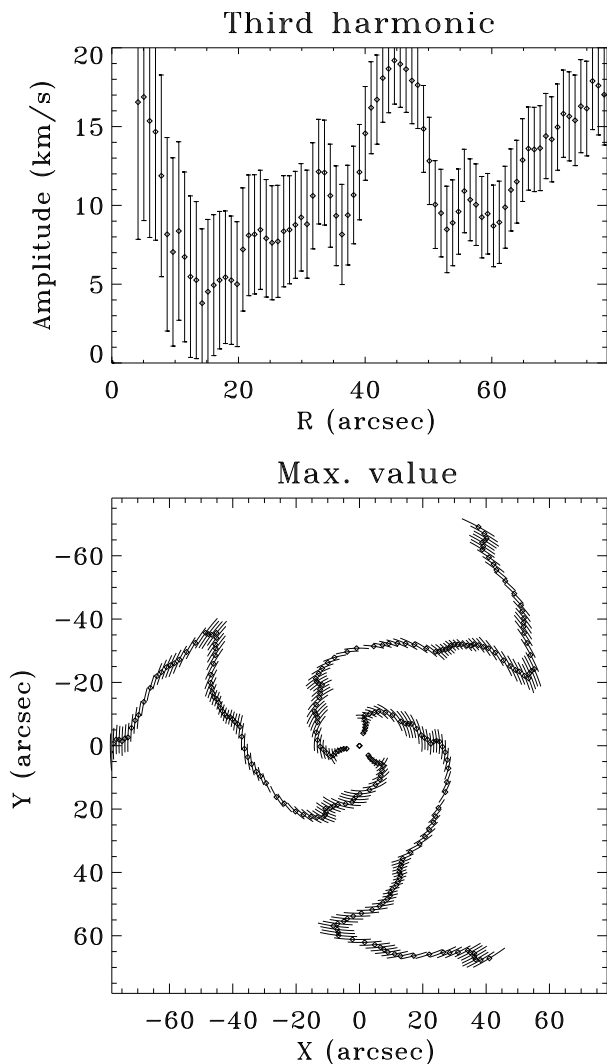 Third harmonic
20
15
10
5
0
Amplitude (km/s)
0 20 40 60
R (arcsec)
Max. value
−60
−40
−20
0
20
40
60
Y (arcsec)
−60 −40 −20 0 20 40 60
X (arcsec)